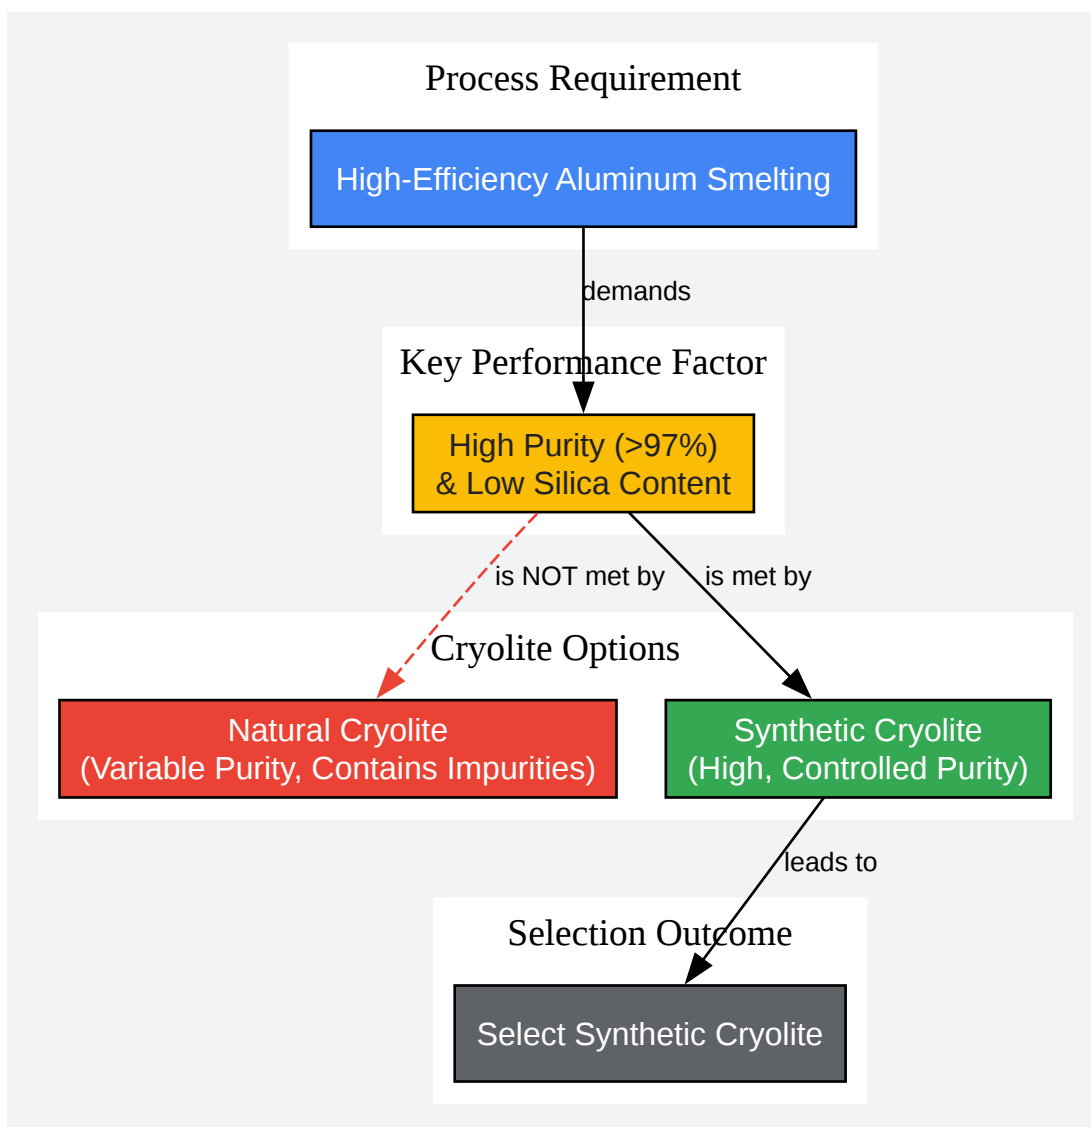 Process Requirement
High-Efficiency Aluminum Smelting
demands
Key Performance Factor
High Purity (>97%)
& Low Silica Content
is NOT met by
is met by
Cryolite Options
Natural Cryolite
(Variable Purity, Contains Impurities)
Synthetic Cryolite
(High, Controlled Purity)
leads to
Selection Outcome
Select Synthetic Cryolite